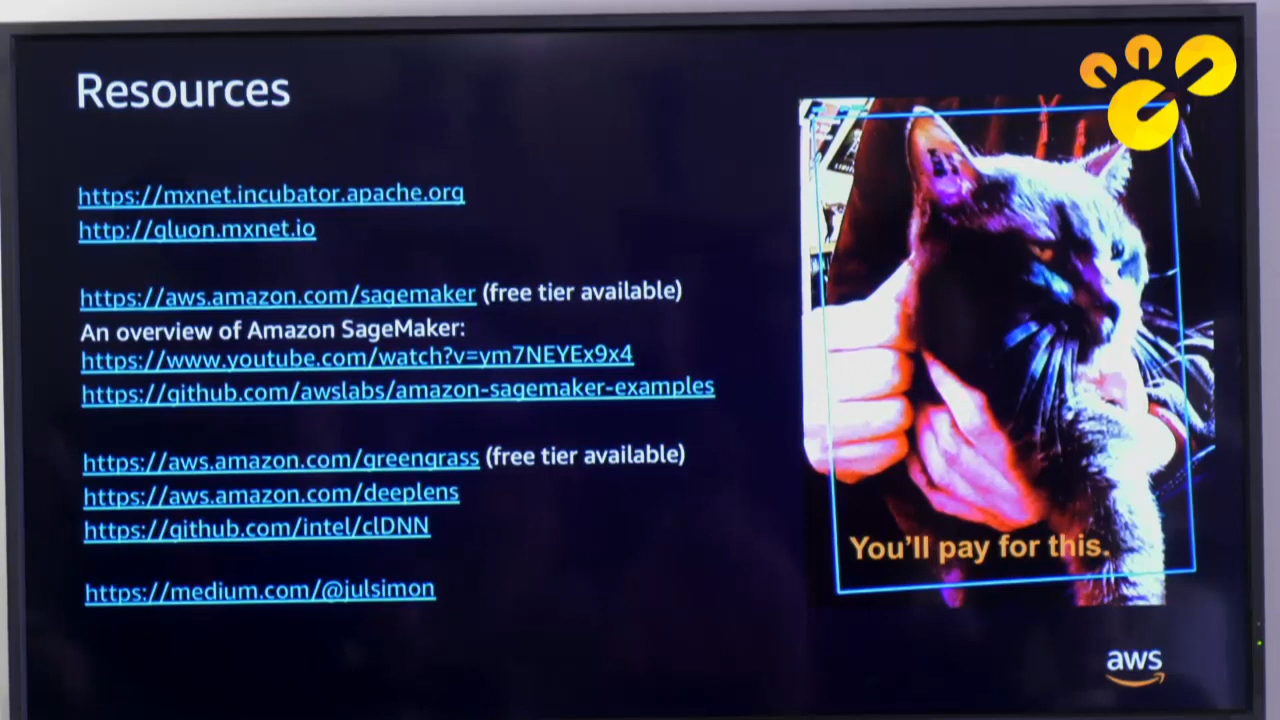 Resources
https://mxnet.incubator.apache.org
http://gluon.mxnet.io
https://aws.amazon.com/sagemaker (free tier available)
An overview of Amazon SageMaker:
https://www.youtube.com/watch?v=ym7NEYEx9x4
https://github.com/awslabs/amazon-sagemaker-examples
https://aws.amazon.com/greengrass (free tier available)
https://aws.amazon.com/deeplens
https://github.com/intel/clDNN
https://medium.com/@julsimon
You'll pay for this.
aws